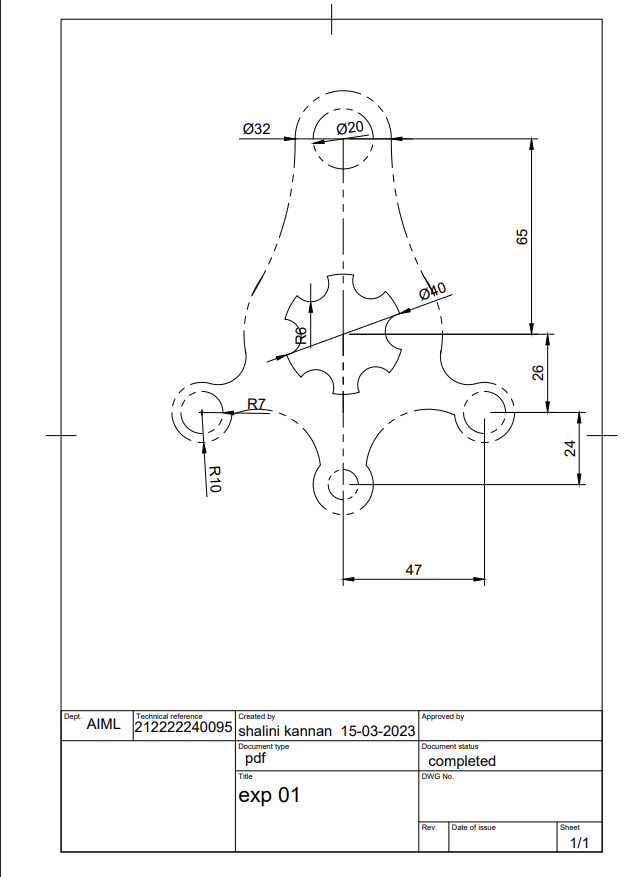 Ø32
Ø20
65
Ø40
R6
26
R7
24
R10
47
Dept.
AIML
Technical reference
212222240095
Created by
shalini kannan 15-03-2023
Approved by
Document type
pdf
Document status
completed
Title
exp 01
DWG No.
Rev.
Date of issue
Sheet
1/1